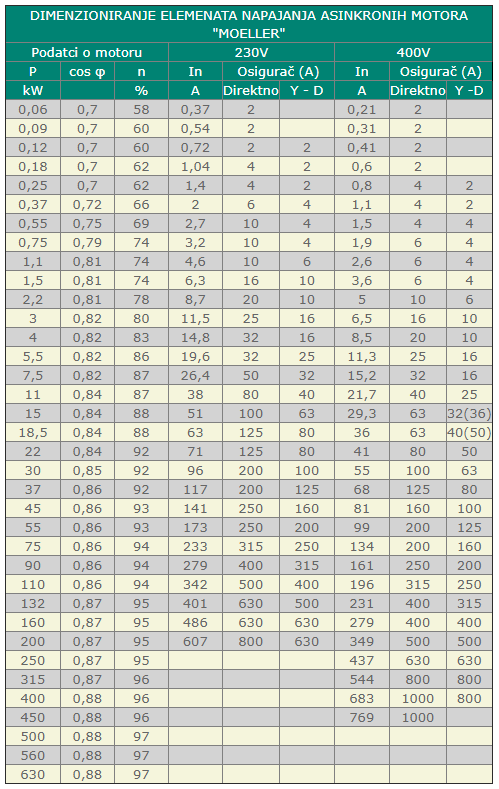 DIMENZIONIRANJE ELEMENATA NAPAJANJA ASINKRONIH MOTORA
"MOELLER"
Podatci o motoru 230V 400V
P cos φ n In Osigurač (A) In Osigurač (A)
kW % A Direktno Y - D A Direktno Y -D
0,06 0,7 58 0,37 2 0,21 2
0,09 0,7 60 0,54 2 0,31 2
0,12 0,7 60 0,72 2 2 0,41 2
0,18 0,7 62 1,04 4 2 0,6 2
0,25 0,7 62 1,4 4 2 0,8 4 2
0,37 0,72 66 2 6 4 1,1 4 2
0,55 0,75 69 2,7 10 4 1,5 4 4
0,75 0,79 74 3,2 10 4 1,9 6 4
1,1 0,81 74 4,6 10 6 2,6 6 4
1,5 0,81 74 6,3 16 10 3,6 6 4
2,2 0,81 78 8,7 20 10 5 10 6
3 0,82 80 11,5 25 16 6,5 16 10
4 0,82 83 14,8 32 16 8,5 20 10
5,5 0,82 86 19,6 32 25 11,3 25 16
7,5 0,82 87 26,4 50 32 15,2 32 16
11 0,84 87 38 80 40 21,7 40 25
15 0,84 88 51 100 63 29,3 63 32(36)
18,5 0,84 88 63 125 80 36 63 40(50)
22 0,84 92 71 125 80 41 80 50
30 0,85 92 96 200 100 55 100 63
37 0,86 92 117 200 125 68 125 80
45 0,86 93 141 250 160 81 160 100
55 0,86 93 173 250 200 99 200 125
75 0,86 94 233 315 250 134 200 160
90 0,86 94 279 400 315 161 250 200
110 0,86 94 342 500 400 196 315 250
132 0,87 95 401 630 500 231 400 315
160 0,87 95 486 630 630 279 400 400
200 0,87 95 607 800 630 349 500 500
250 0,87 95 437 630 630
315 0,87 96 544 800 800
400 0,88 96 683 1000 800
450 0,88 96 769 1000
500 0,88 97
560 0,88 97
630 0,88 97